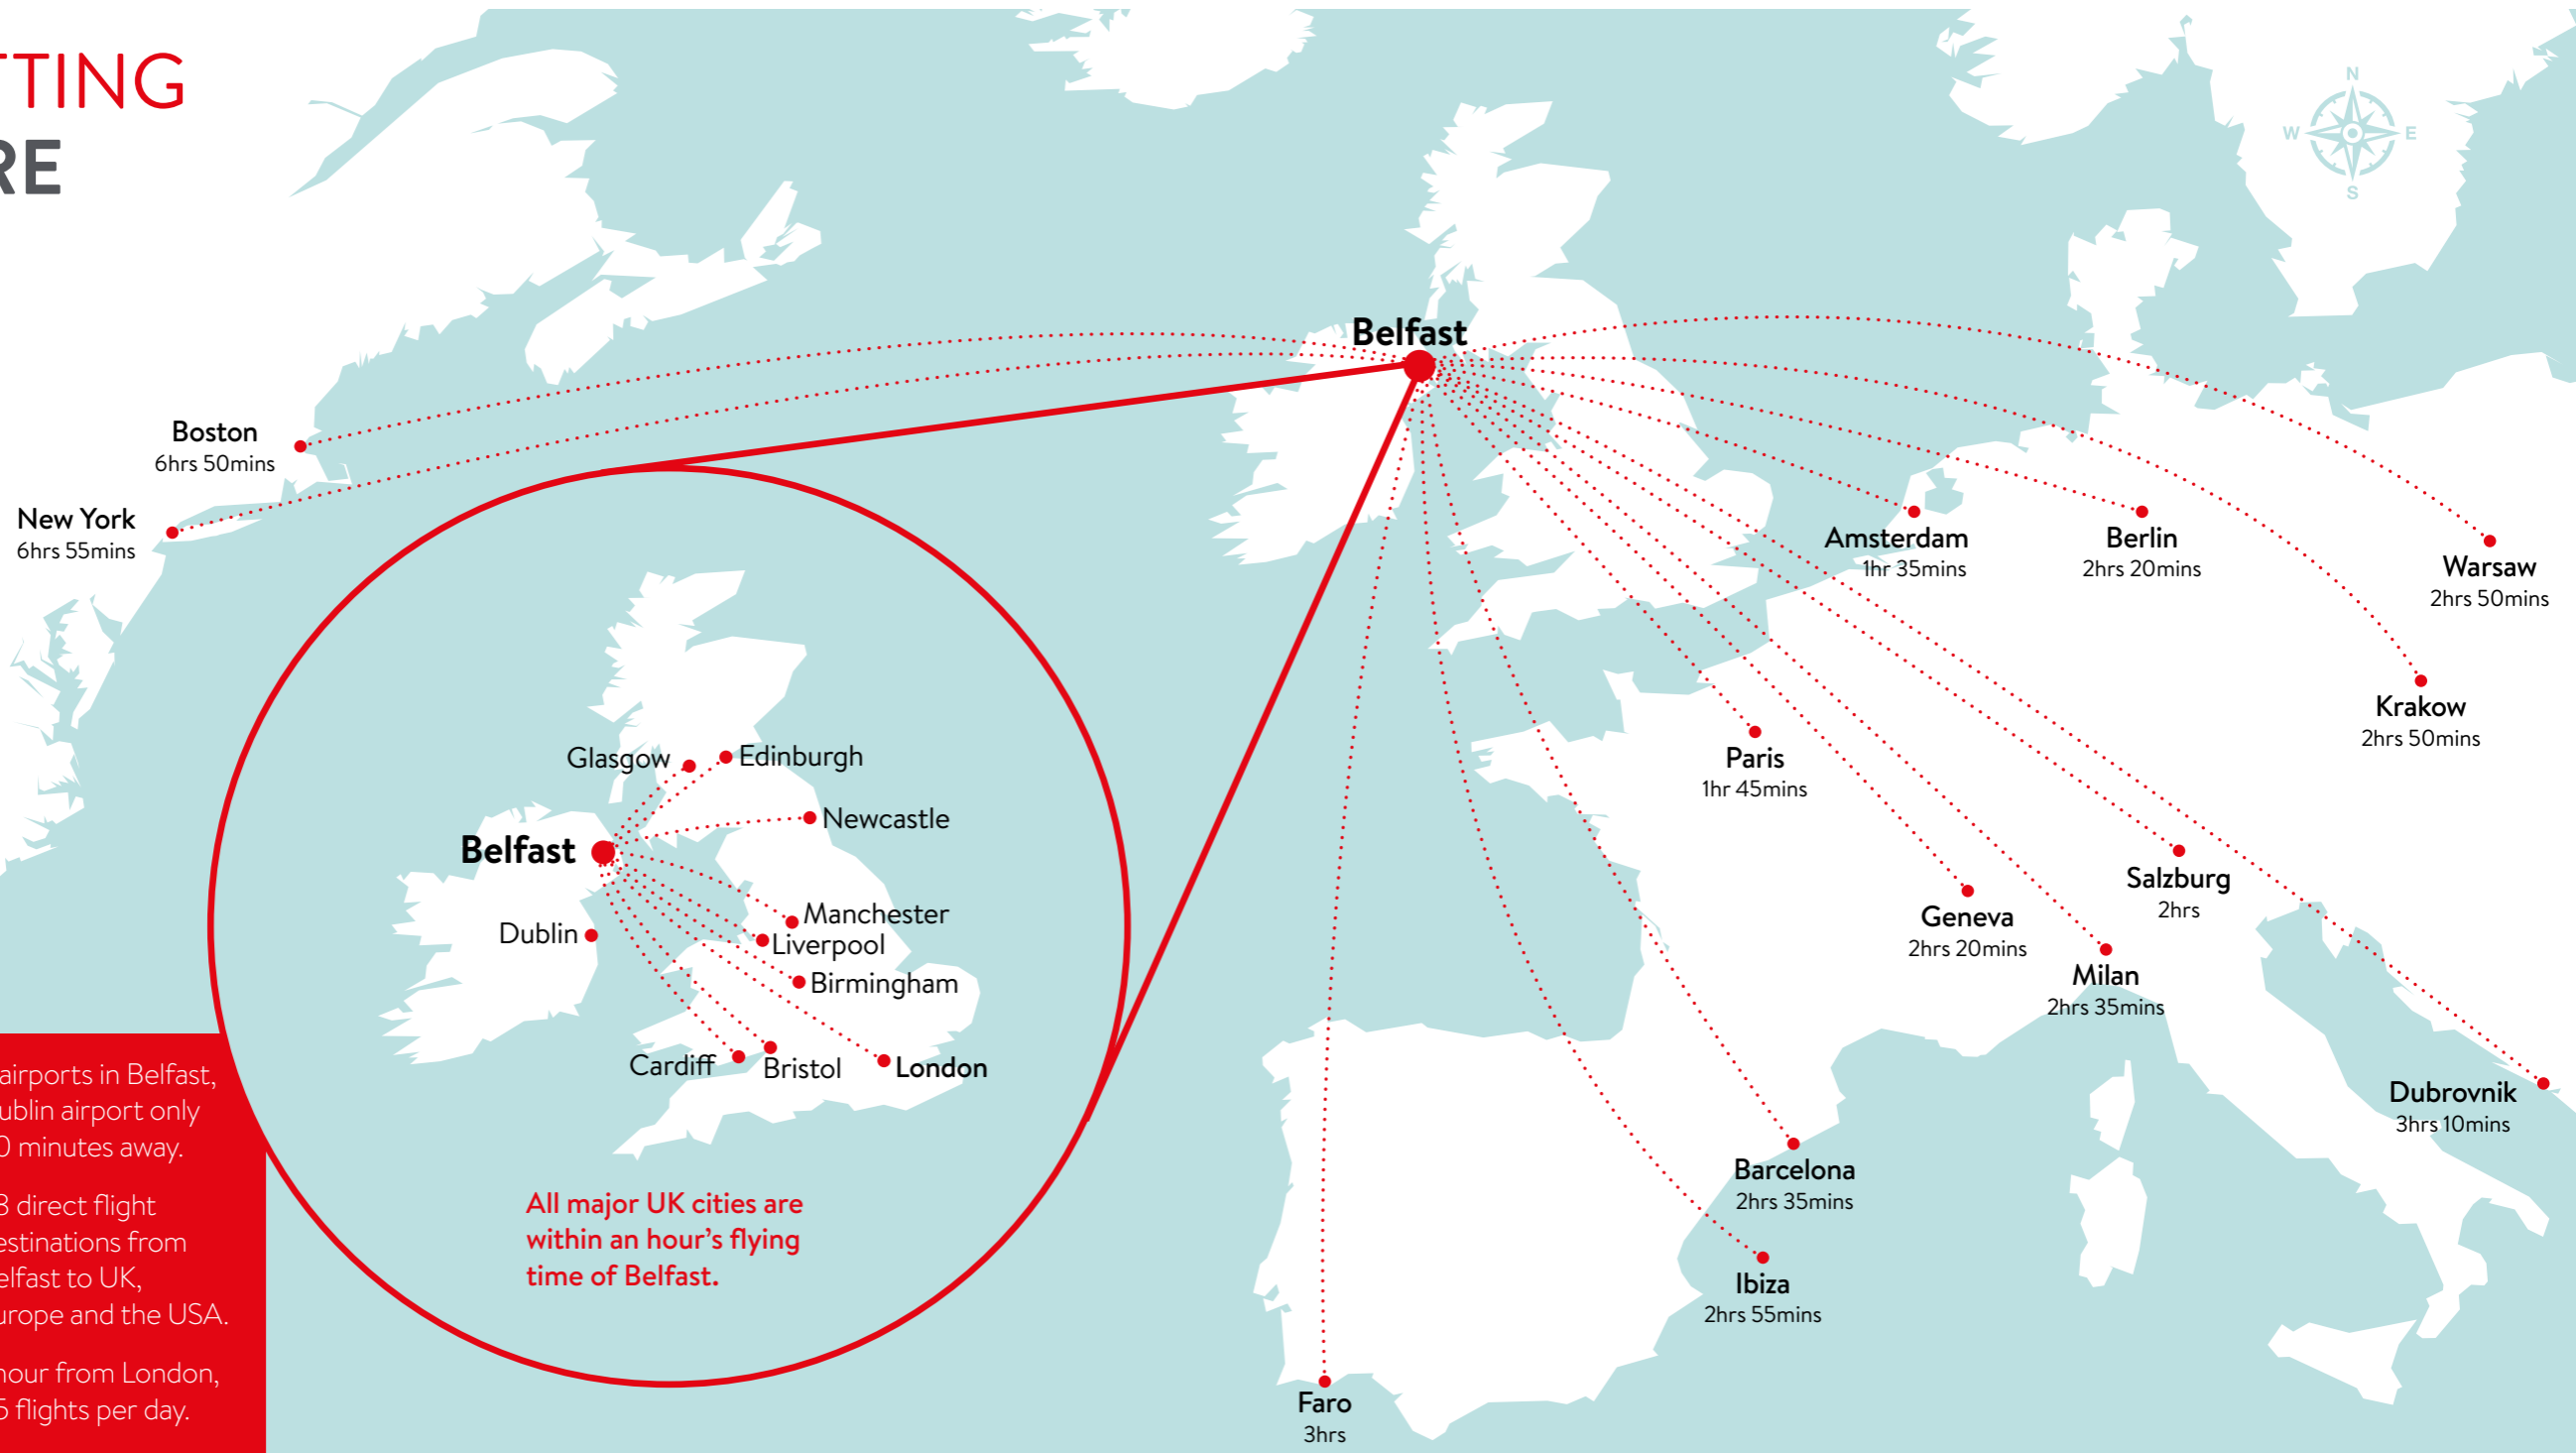 TTING
RE
N
W E
S
Belfast
Boston
6hrs 50mins
New York
6hrs 55mins
Amsterdam
1hr 35mins
Berlin
2hrs 20mins
Warsaw
2hrs 50mins
Krakow
2hrs 50mins
Paris
1hr 45mins
Salzburg
2hrs
Geneva
2hrs 20mins
Milan
2hrs 35mins
Dubrovnik
3hrs 10mins
Barcelona
2hrs 35mins
Ibiza
2hrs 55mins
Faro
3hrs
Glasgow
Edinburgh
Newcastle
Belfast
Dublin
Manchester
Liverpool
Birmingham
Cardiff
Bristol
London
All major UK cities are
within an hour's flying
time of Belfast.
airports in Belfast,
ublin airport only
0 minutes away.
8 direct flight
estinations from
elfast to UK,
urope and the USA.
hour from London,
5 flights per day.